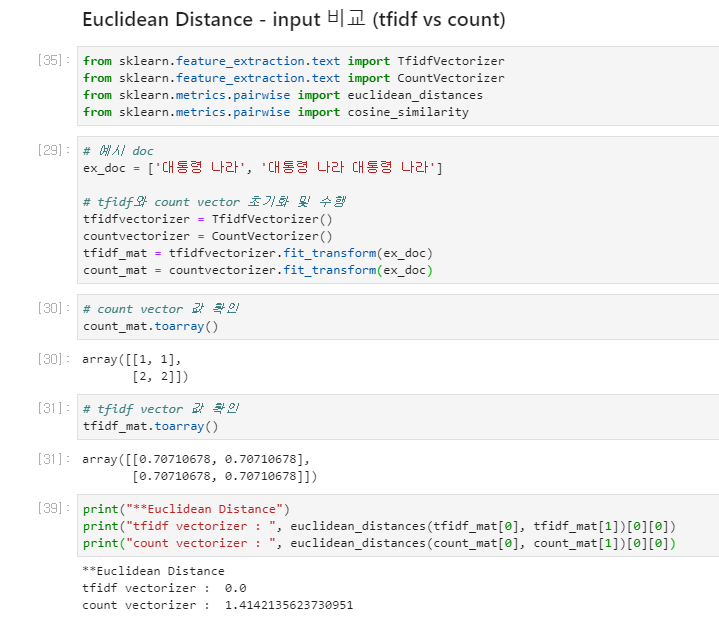 Euclidean Distance - input 비교 (tfidf vs count)
[35]: from sklearn.feature_extraction.text import TfidfVectorizer
from sklearn.feature_extraction.text import CountVectorizer
from sklearn.metrics.pairwise import euclidean_distances
from sklearn.metrics.pairwise import cosine_similarity
[29]: # 예시 doc
ex_doc = ['대통령 나라', '대통령 나라 대통령 나라']
# tfidf와 count vector 초기화 및 수행
tfidfvectorizer = TfidfVectorizer()
countvectorizer = CountVectorizer()
tfidf_mat = tfidfvectorizer.fit_transform(ex_doc)
count_mat = countvectorizer.fit_transform(ex_doc)
[30]: # count vector 값 확인
count_mat.toarray()
[30]: array([[1, 1],
[2, 2]])
[31]: # tfidf vector 값 확인
tfidf_mat.toarray()
[31]: array([[0.70710678, 0.70710678],
[0.70710678, 0.70710678]])
[39]: print("**Euclidean Distance")
print("tfidf vectorizer : ", euclidean_distances(tfidf_mat[0], tfidf_mat[1])[0][0])
print("count vectorizer : ", euclidean_distances(count_mat[0], count_mat[1])[0][0])
**Euclidean Distance
tfidf vectorizer :  0.0
count vectorizer :  1.4142135623730951